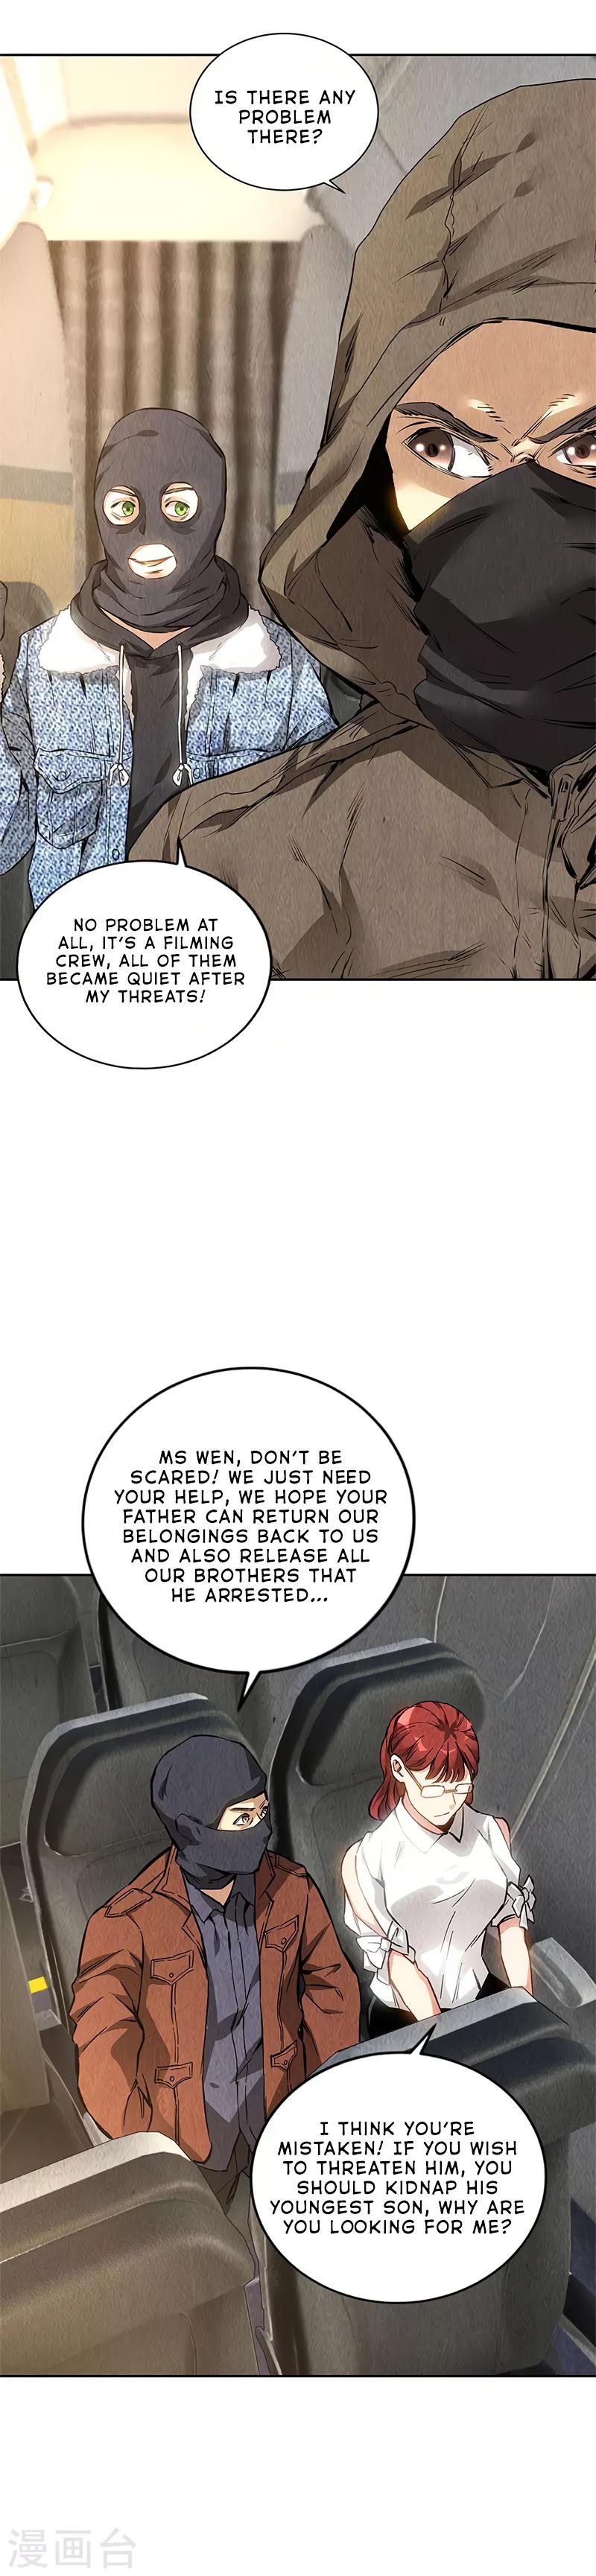 IS THERE ANY
PROBLEM
THERE?
NO PROBLEM AT
ALL, IT'S A FILMING
CREW, ALL OF THEM
BECAME QUIET AFTER
MY THREATS!
MS WEN, DON'T BE
SCARED! WE JUST NEED
YOUR HELP, WE HOPE YOUR
FATHER CAN RETURN OUR
BELONGINGS BACK TO US
AND ALSO RELEASE ALL
OUR BROTHERS THAT
HE ARRESTED...
I THINK YOU'RE
MISTAKEN! IF YOU WISH
TO THREATEN HIM, YOU
SHOULD KIDNAP HIS
YOUNGEST SON, WHY ARE
YOU LOOKING FOR ME?
漫画台